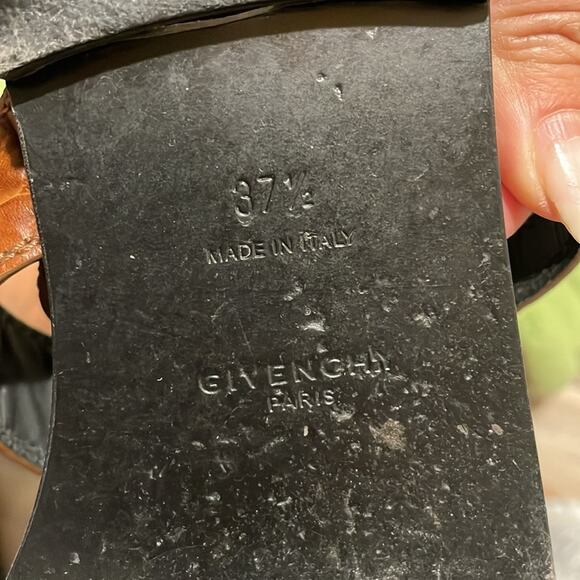 37½
MADE IN ITALY
GIVENCHY
PARIS